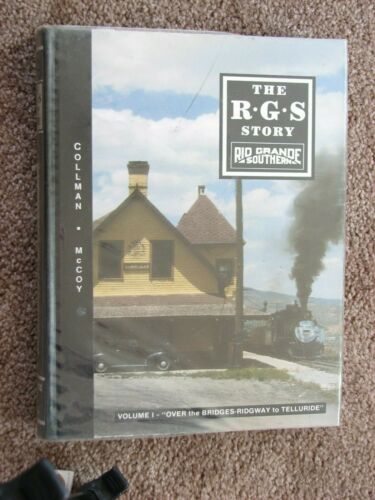 THE
R·G·S
STORY
RIO GRANDE
SOUTHERN
COLLMAN • McCOY
VOLUME I - "OVER the BRIDGES-RIDGWAY to TELLURIDE"